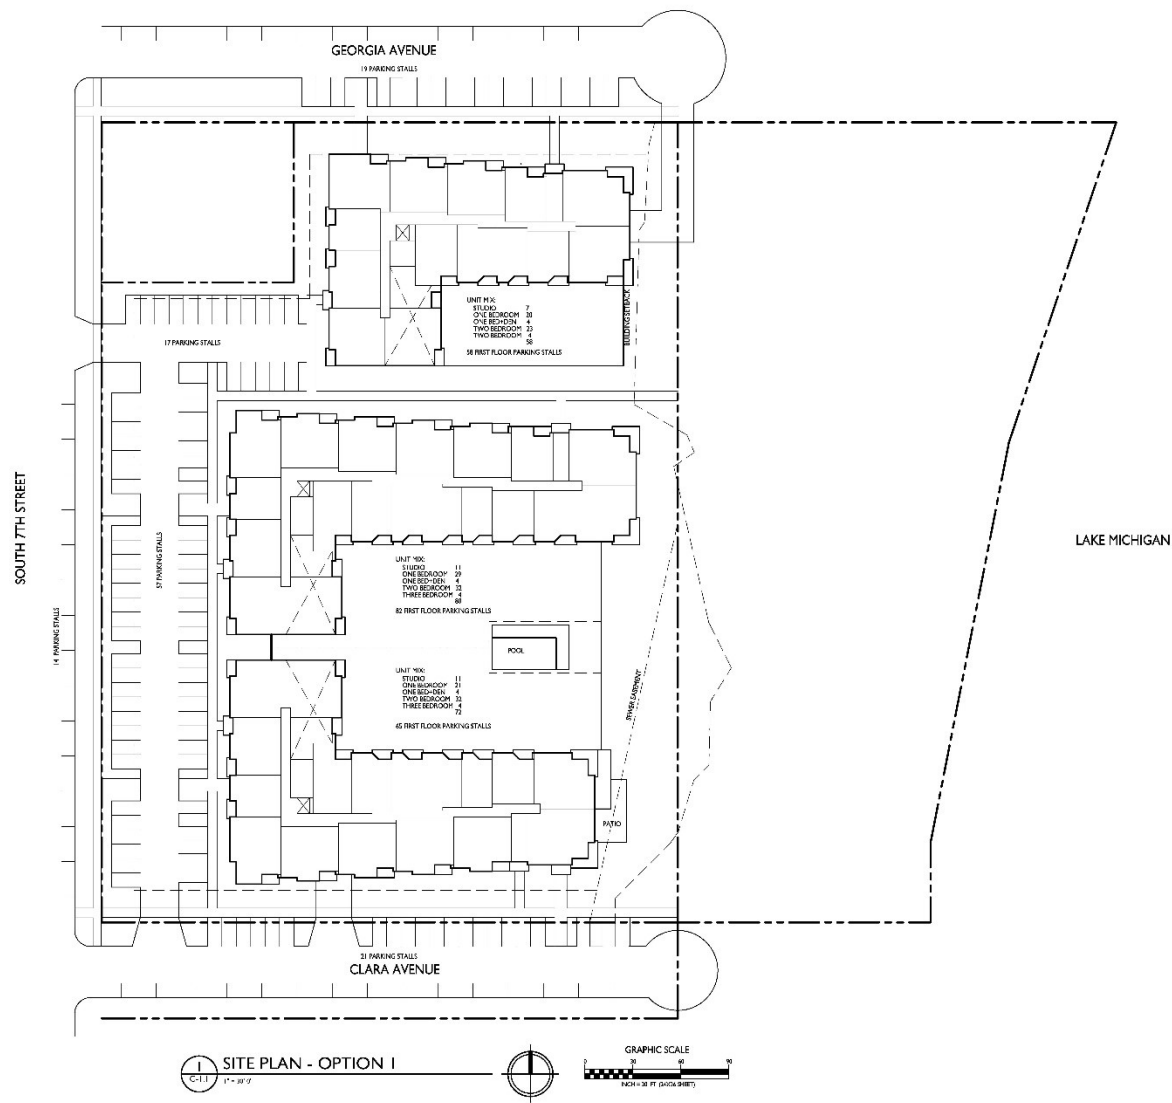 GEORGIA AVENUE
19 PARKING STALLS
UNIT MIX:
STUDIO 7
ONE BEDROOM 20
ONE BED+DEN 4
TWO BEDROOM 23
TWO BEDROOM 4
58
58 FIRST FLOOR PARKING STALLS
BUILDING SETBACK
17 PARKING STALLS
SOUTH 7TH STREET
57 PARKING STALLS
14 PARKING STALLS
LAKE MICHIGAN
UNIT MIX:
STUDIO 11
ONE BEDROOM 29
ONE BED+DEN 4
TWO BEDROOM 32
THREE BEDROOM 4
80
82 FIRST FLOOR PARKING STALLS
POOL
UNIT MIX:
STUDIO 11
ONE BEDROOM 21
ONE BED+DEN 4
TWO BEDROOM 32
THREE BEDROOM 4
72
65 FIRST FLOOR PARKING STALLS
SEWER EASEMENT
PATIO
21 PARKING STALLS
CLARA AVENUE
1
C-1.1
SITE PLAN - OPTION 1
1" = 30'-0"
GRAPHIC SCALE
0 30 60 90